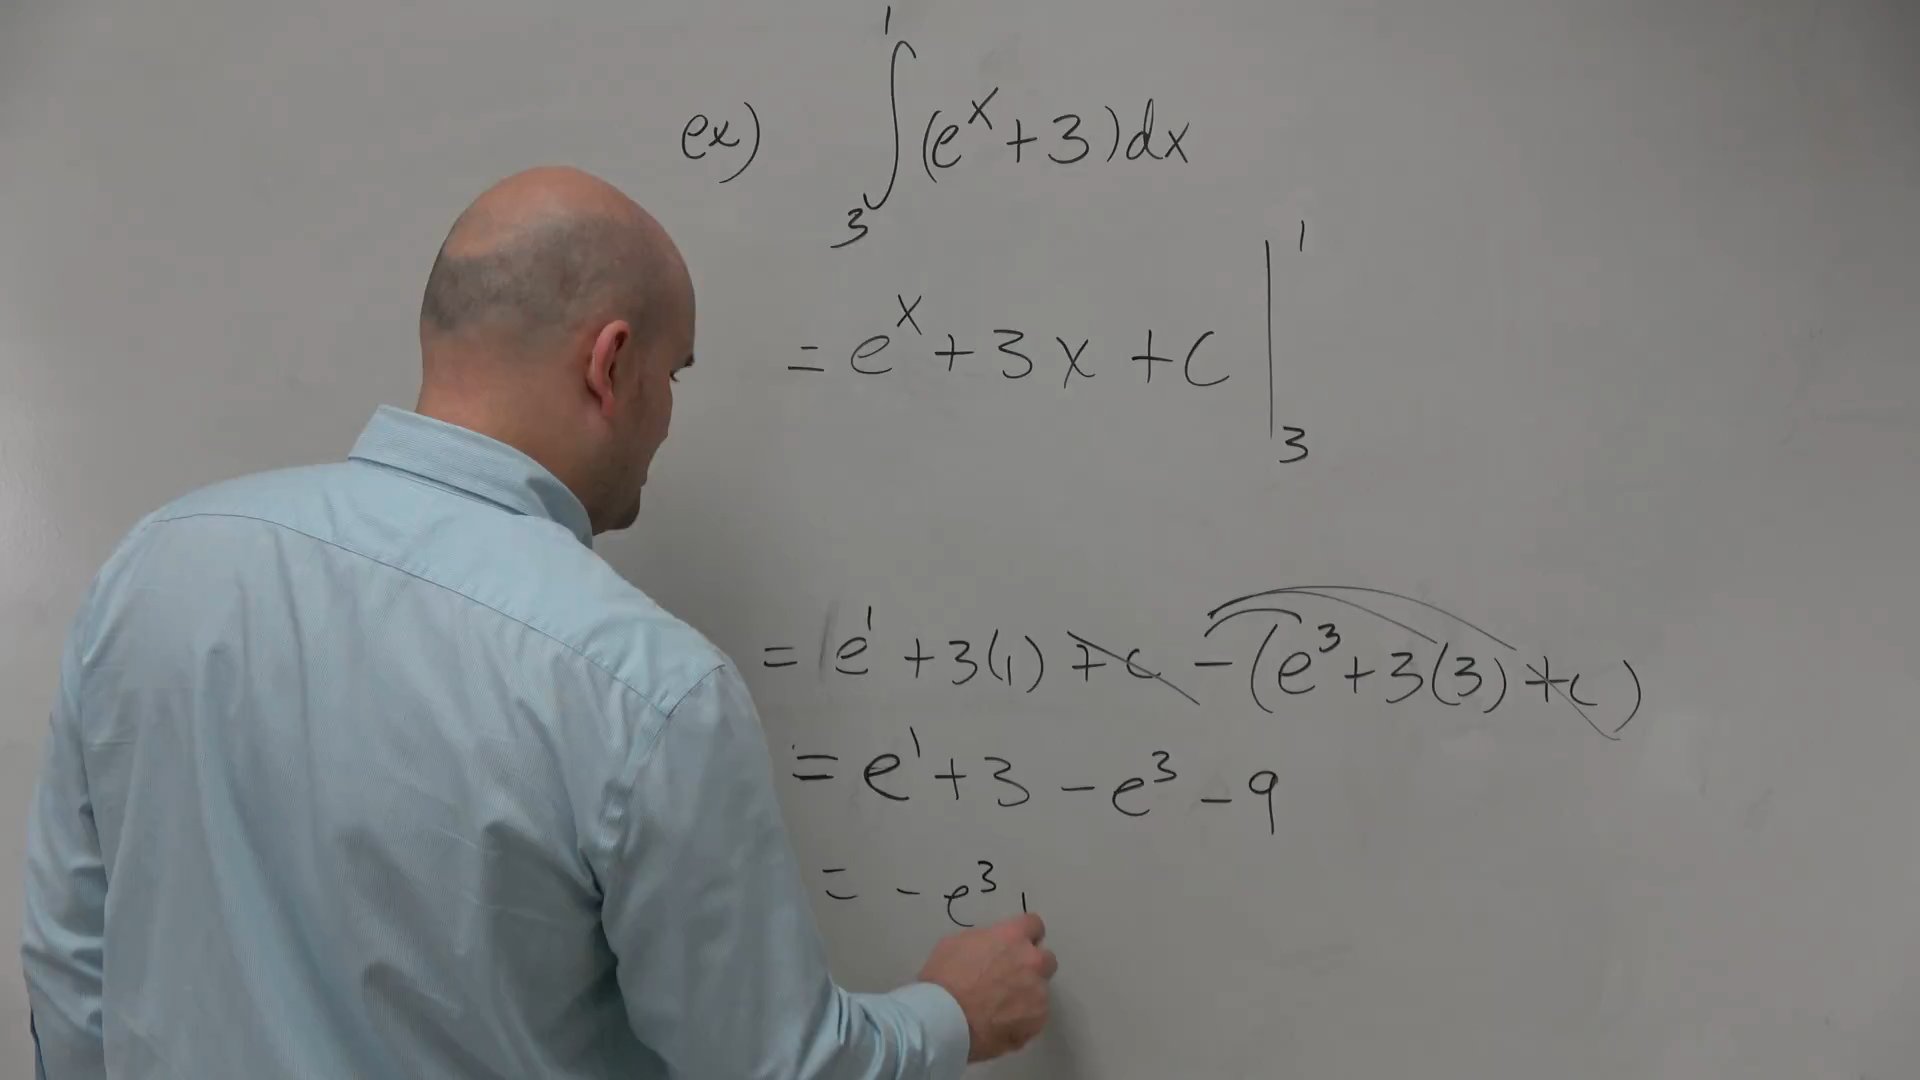 ex) ∫₃¹ (eˣ + 3) dx
= eˣ + 3x + c |₃¹
= e¹ + 3(1) + c - (e³ + 3(3) + c)
= e¹ + 3 - e³ - 9
= - e³